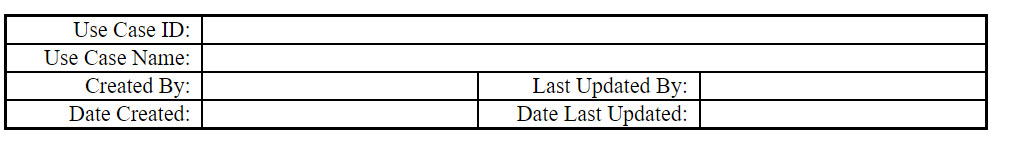 Use Case ID:
Use Case Name:
Created By: Last Updated By:
Date Created: Date Last Updated: